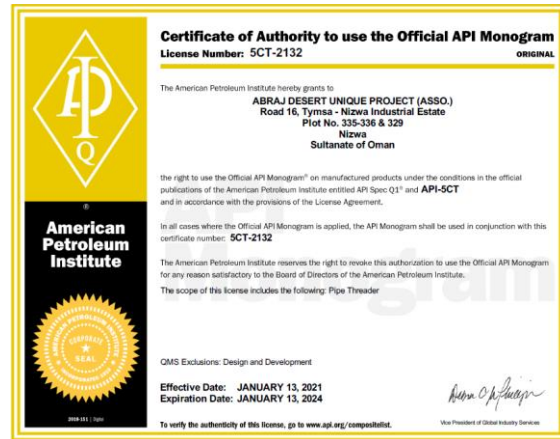 API
Q
®
American
Petroleum
Institute
AMERICAN PETROLEUM INSTITUTE
CORPORATE
SEAL
INCORPORATED 1919
Certificate of Authority to use the Official API Monogram
License Number: 5CT-2132
ORIGINAL
The American Petroleum Institute hereby grants to
ABRAJ DESERT UNIQUE PROJECT (ASSO.)
Road 16, Tymsa - Nizwa Industrial Estate
Plot No. 335-336 & 329
Nizwa
Sultanate of Oman
the right to use the Official API Monogram® on manufactured products under the conditions in the official
publications of the American Petroleum Institute entitled API Spec Q1® and API-5CT
and in accordance with the provisions of the License Agreement.
In all cases where the Official API Monogram is applied, the API Monogram shall be used in conjunction with this
certificate number: 5CT-2132
The American Petroleum Institute reserves the right to revoke this authorization to use the Official API Monogram
for any reason satisfactory to the Board of Directors of the American Petroleum Institute.
The scope of this license includes the following: Pipe Threader
API
Monogram
QMS Exclusions: Design and Development
Effective Date: JANUARY 13, 2021
Expiration Date: JANUARY 13, 2024
To verify the authenticity of this license, go to www.api.org/compositelist.
Vice President of Global Industry Services